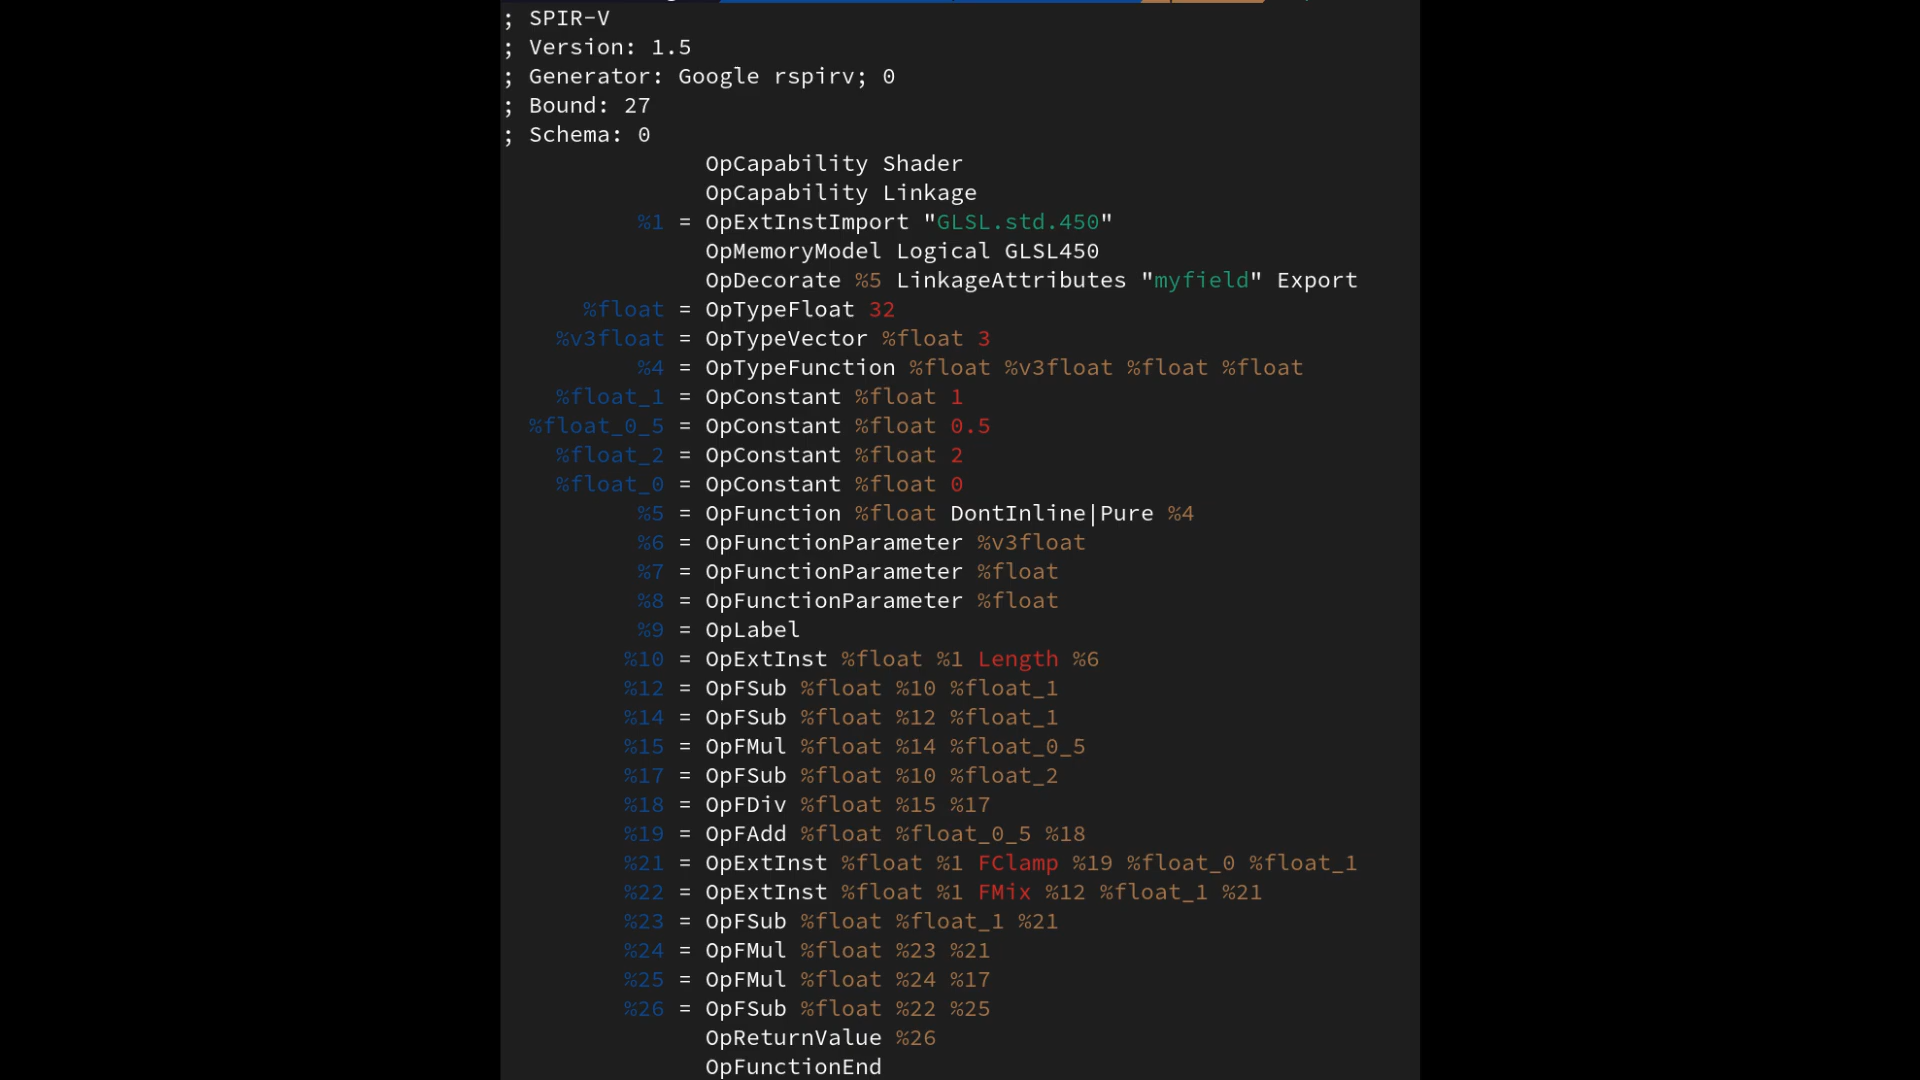 ; SPIR-V
; Version: 1.5
; Generator: Google rspirv; 0
; Bound: 27
; Schema: 0
OpCapability Shader
OpCapability Linkage
%1 = OpExtInstImport "GLSL.std.450"
OpMemoryModel Logical GLSL450
OpDecorate %5 LinkageAttributes "myfield" Export
%float = OpTypeFloat 32
%v3float = OpTypeVector %float 3
%4 = OpTypeFunction %float %v3float %float %float
%float_1 = OpConstant %float 1
%float_0_5 = OpConstant %float 0.5
%float_2 = OpConstant %float 2
%float_0 = OpConstant %float 0
%5 = OpFunction %float DontInline|Pure %4
%6 = OpFunctionParameter %v3float
%7 = OpFunctionParameter %float
%8 = OpFunctionParameter %float
%9 = OpLabel
%10 = OpExtInst %float %1 Length %6
%12 = OpFSub %float %10 %float_1
%14 = OpFSub %float %12 %float_1
%15 = OpFMul %float %14 %float_0_5
%17 = OpFSub %float %10 %float_2
%18 = OpFDiv %float %15 %17
%19 = OpFAdd %float %float_0_5 %18
%21 = OpExtInst %float %1 FClamp %19 %float_0 %float_1
%22 = OpExtInst %float %1 FMix %12 %float_1 %21
%23 = OpFSub %float %float_1 %21
%24 = OpFMul %float %23 %21
%25 = OpFMul %float %24 %17
%26 = OpFSub %float %22 %25
OpReturnValue %26
OpFunctionEnd